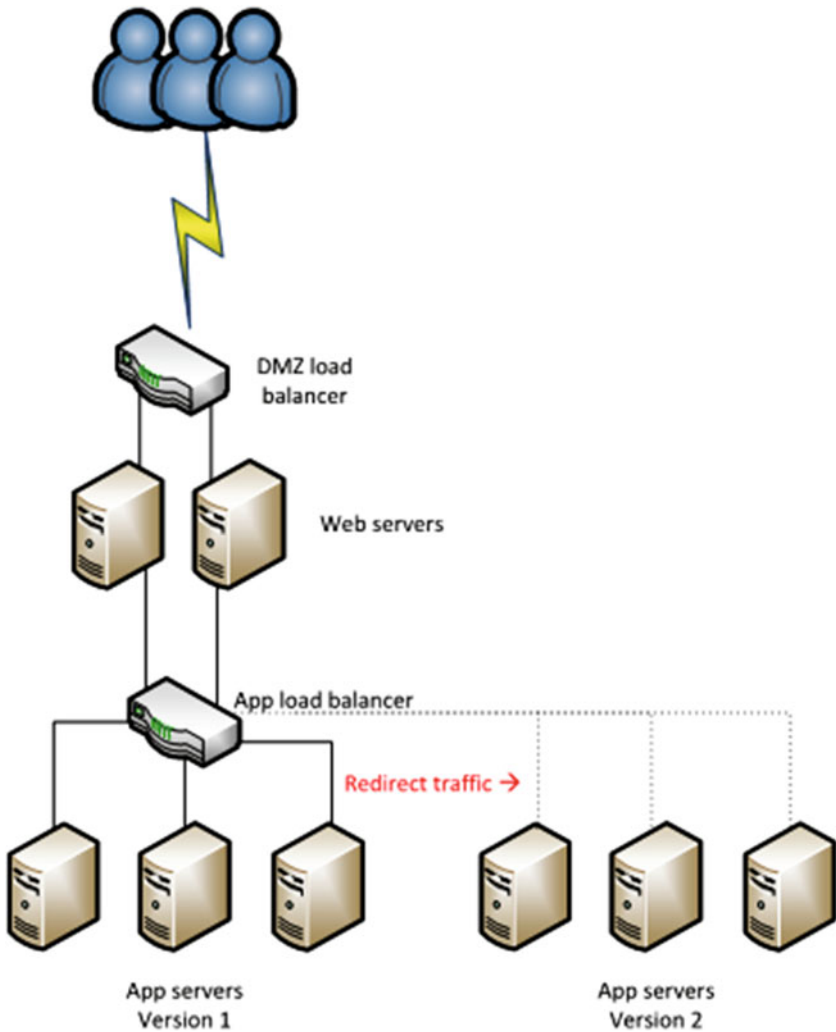 DMZ load
balancer
Web servers
App load balancer
Redirect traffic →
App servers
Version 1
App servers
Version 2